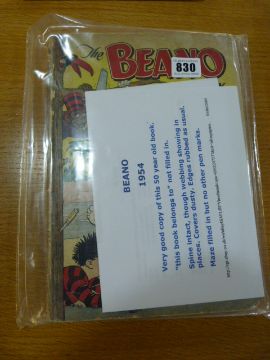 The BEANO
830
BEANO
1954
Very good copy of this 50 year old book.
"this book belongs to" not filled in.
Spine intact, though webbing showing in
places. Covers dusty. Edges rubbed as usual.
Maze filled in but no other pen marks.